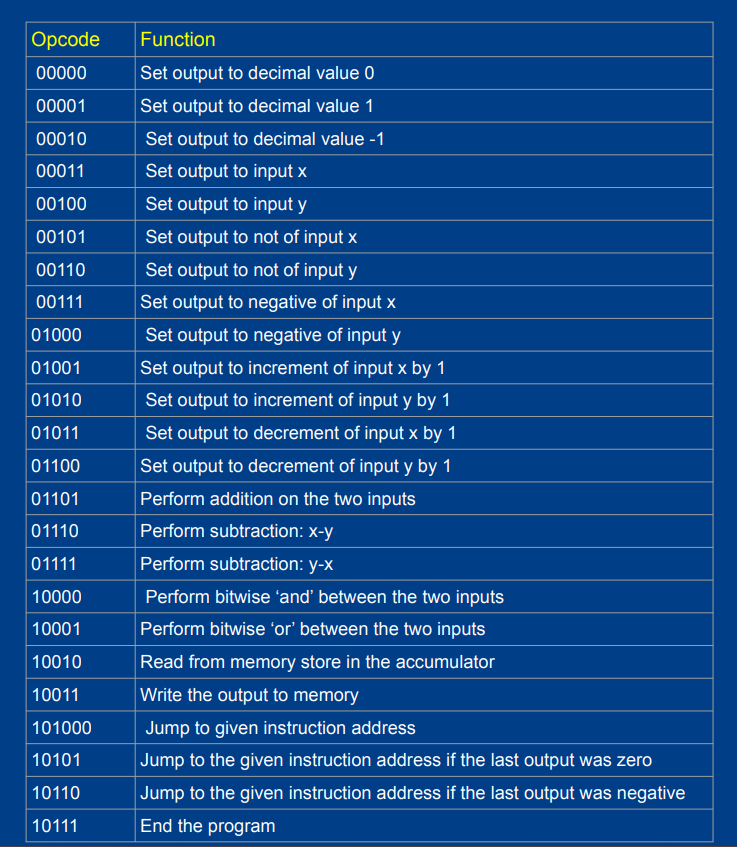 Opcode Function
00000 Set output to decimal value 0
00001 Set output to decimal value 1
00010 Set output to decimal value -1
00011 Set output to input x
00100 Set output to input y
00101 Set output to not of input x
00110 Set output to not of input y
00111 Set output to negative of input x
01000 Set output to negative of input y
01001 Set output to increment of input x by 1
01010 Set output to increment of input y by 1
01011 Set output to decrement of input x by 1
01100 Set output to decrement of input y by 1
01101 Perform addition on the two inputs
01110 Perform subtraction: x-y
01111 Perform subtraction: y-x
10000 Perform bitwise ‘and’ between the two inputs
10001 Perform bitwise ‘or’ between the two inputs
10010 Read from memory store in the accumulator
10011 Write the output to memory
101000 Jump to given instruction address
10101 Jump to the given instruction address if the last output was zero
10110 Jump to the given instruction address if the last output was negative
10111 End the program